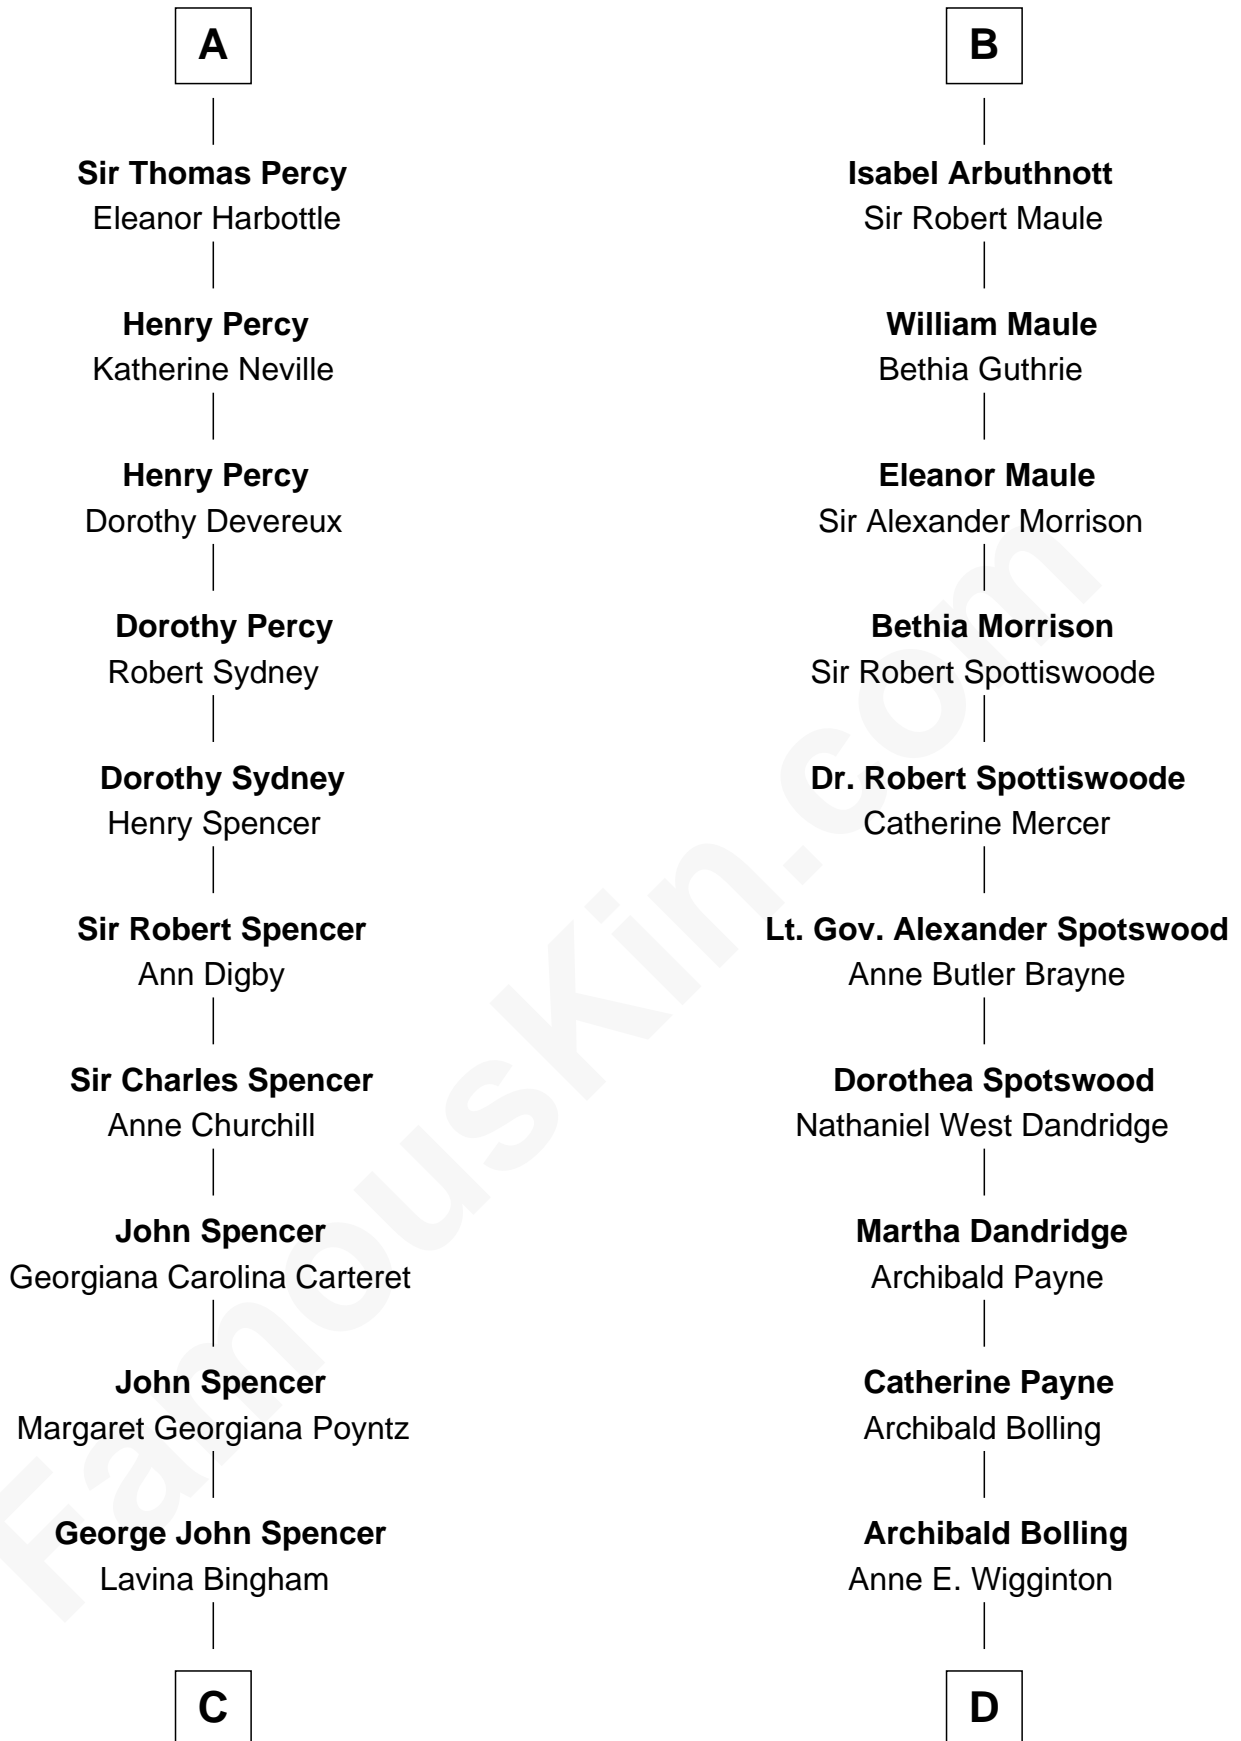 A
Sir Thomas Percy
Eleanor Harbottle
Henry Percy
Katherine Neville
Henry Percy
Dorothy Devereux
Dorothy Percy
Robert Sydney
Dorothy Sydney
Henry Spencer
Sir Robert Spencer
Ann Digby
Sir Charles Spencer
Anne Churchill
John Spencer
Georgiana Carolina Carteret
John Spencer
Margaret Georgiana Poyntz
George John Spencer
Lavina Bingham
C
B
Isabel Arbuthnott
Sir Robert Maule
William Maule
Bethia Guthrie
Eleanor Maule
Sir Alexander Morrison
Bethia Morrison
Sir Robert Spottiswoode
Dr. Robert Spottiswoode
Catherine Mercer
Lt. Gov. Alexander Spotswood
Anne Butler Brayne
Dorothea Spotswood
Nathaniel West Dandridge
Martha Dandridge
Archibald Payne
Catherine Payne
Archibald Bolling
Archibald Bolling
Anne E. Wigginton
D
FamousKin.com